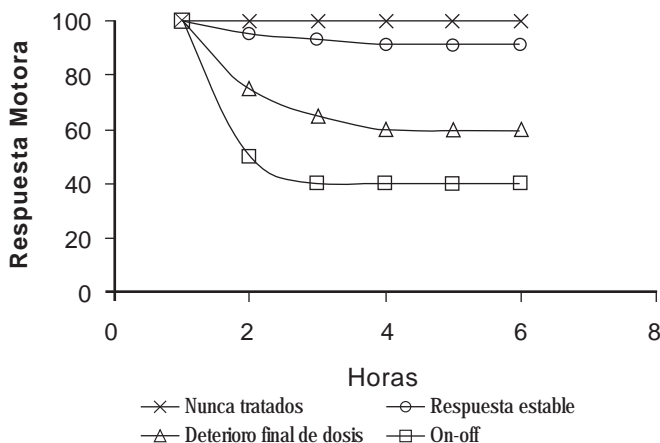 Respuesta Motora
100
80
60
40
20
0
0 2 4 6 8
Horas
Nunca tratados Respuesta estable
Deterioro final de dosis On-off